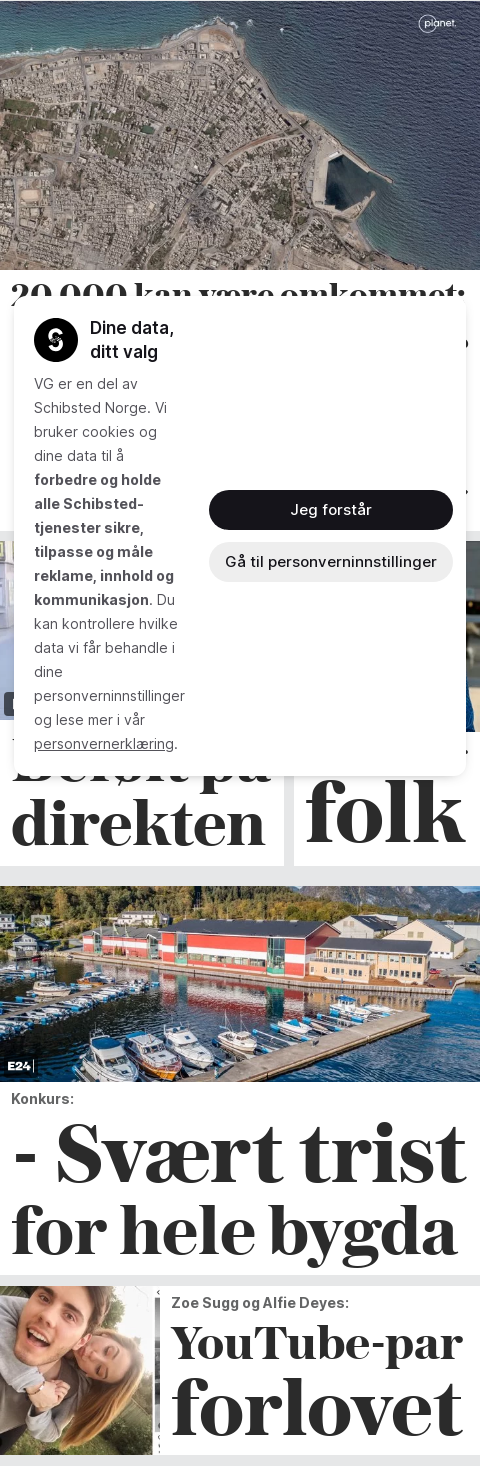 planet.
20.000 kan være omkommet:
Dine data,
ditt valg
VG er en del av
Schibsted Norge. Vi
bruker cookies og
dine data til å
forbedre og holde
alle Schibsted-
tjenester sikre,
tilpasse og måle
reklame, innhold og
kommunikasjon. Du
kan kontrollere hvilke
data vi får behandle i
dine
personverninnstillinger
og lese mer i vår
personvernerklæring.
Jeg forstår
Gå til personverninnstillinger
direkten
folk
E24
Konkurs:
- Svært trist
for hele bygda
Zoe Sugg og Alfie Deyes:
YouTube-par
forlovet